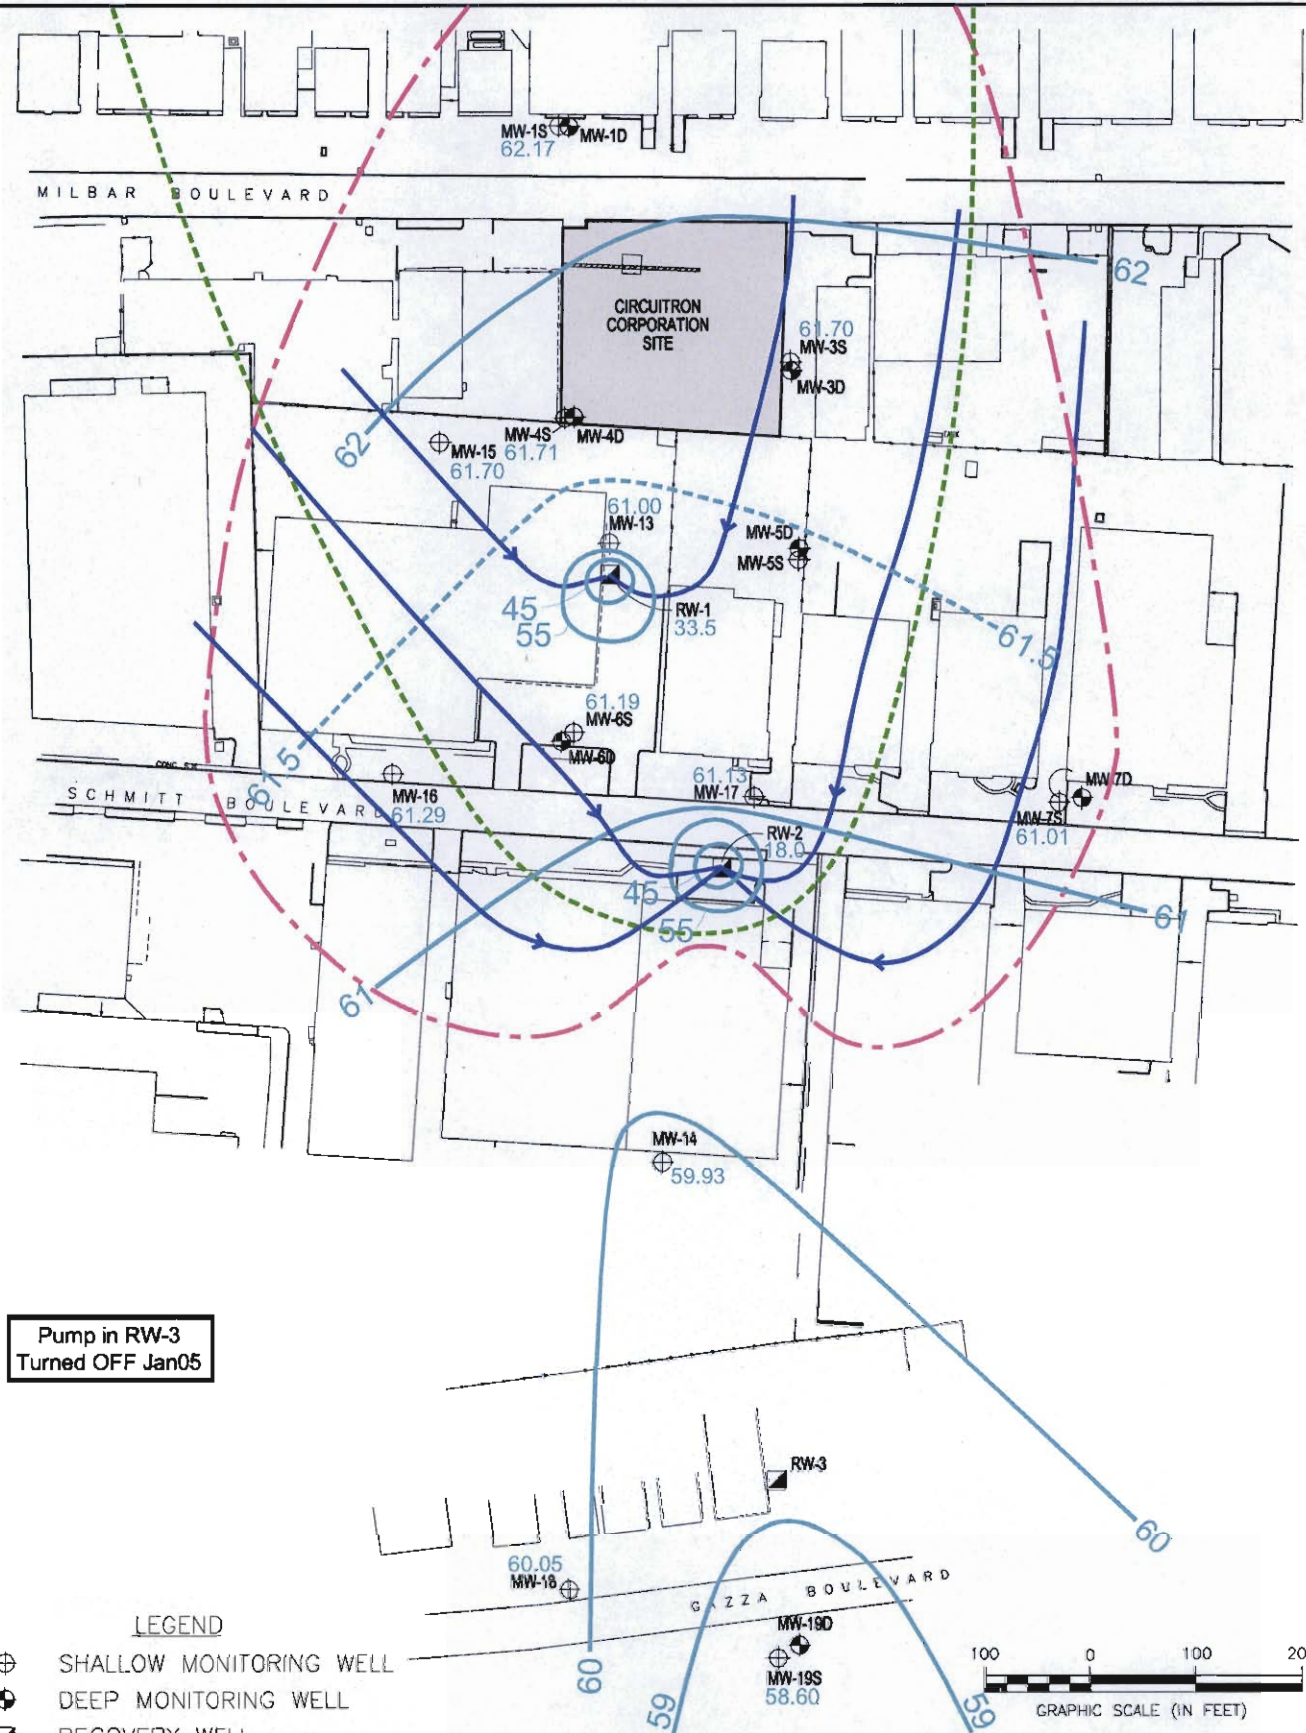 MW-1S
MW-1D
62.17
MILBAR BOULEVARD
62
CIRCUITRON
CORPORATION
SITE
61.70
MW-3S
MW-3D
62
MW-4S
MW-4D
61.71
MW-15
61.70
61.00
MW-13
MW-5D
MW-5S
45
55
RW-1
33.5
61.5
61.19
MW-6S
MW-6D
61.5
61.13
MW-17
MW-7D
MW-7S
61.01
SCHMITT BOULEVARD
MW-16
61.29
RW-2
18.0
45
55
61
61
MW-14
59.93
Pump in RW-3
Turned OFF Jan05
RW-3
60
60.05
MW-18
GAZZA BOULEVARD
MW-19D
MW-19S
58.60
60
59
59
LEGEND
SHALLOW MONITORING WELL
DEEP MONITORING WELL
RECOVERY WELL
100 0 100 20
GRAPHIC SCALE (IN FEET)